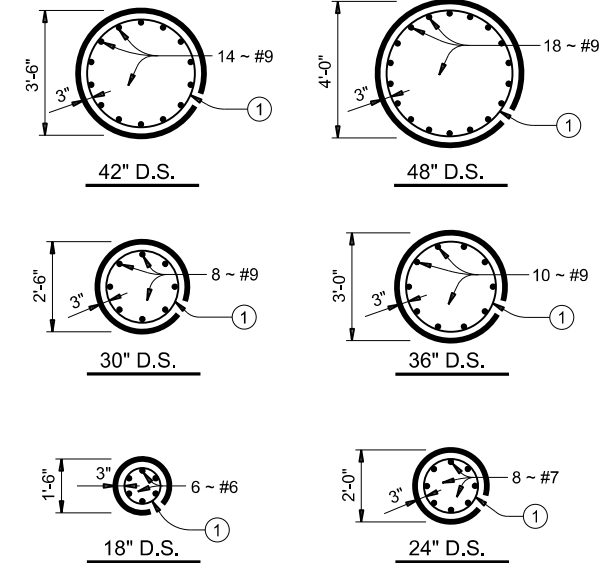 3'-6"
3"
14 ~ #9
1
42" D.S.
4'-0"
3"
18 ~ #9
1
48" D.S.
2'-6"
3"
8 ~ #9
1
30" D.S.
3'-0"
3"
10 ~ #9
1
36" D.S.
1'-6"
3"
6 ~ #6
1
18" D.S.
2'-0"
3"
8 ~ #7
1
24" D.S.